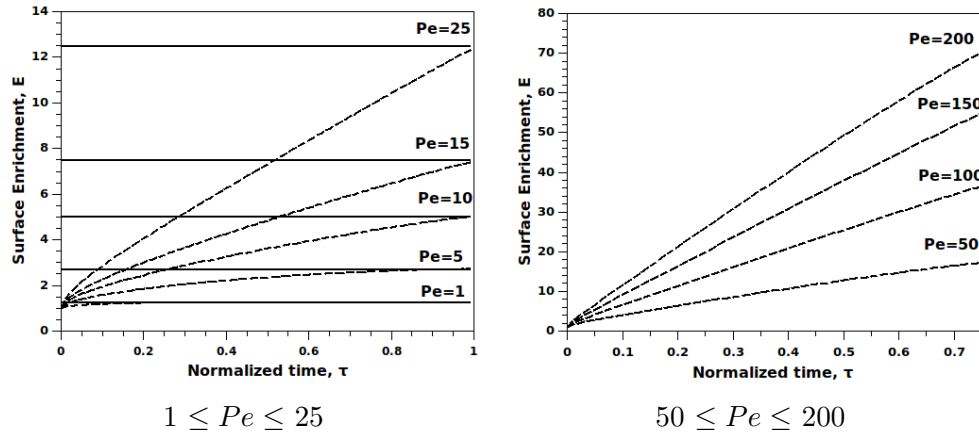 14
12
10
8
6
4
2
0
Surface Enrichment, E
Pe=25
Pe=15
Pe=10
Pe=5
Pe=1
0 0.2 0.4 0.6 0.8 1
Normalized time, τ
1 ≤ Pe ≤ 25
80
70
60
50
40
30
20
10
0
Surface Enrichment, E
Pe=200
Pe=150
Pe=100
Pe=50
0 0.1 0.2 0.3 0.4 0.5 0.6 0.7
Normalized time, τ
50 ≤ Pe ≤ 200